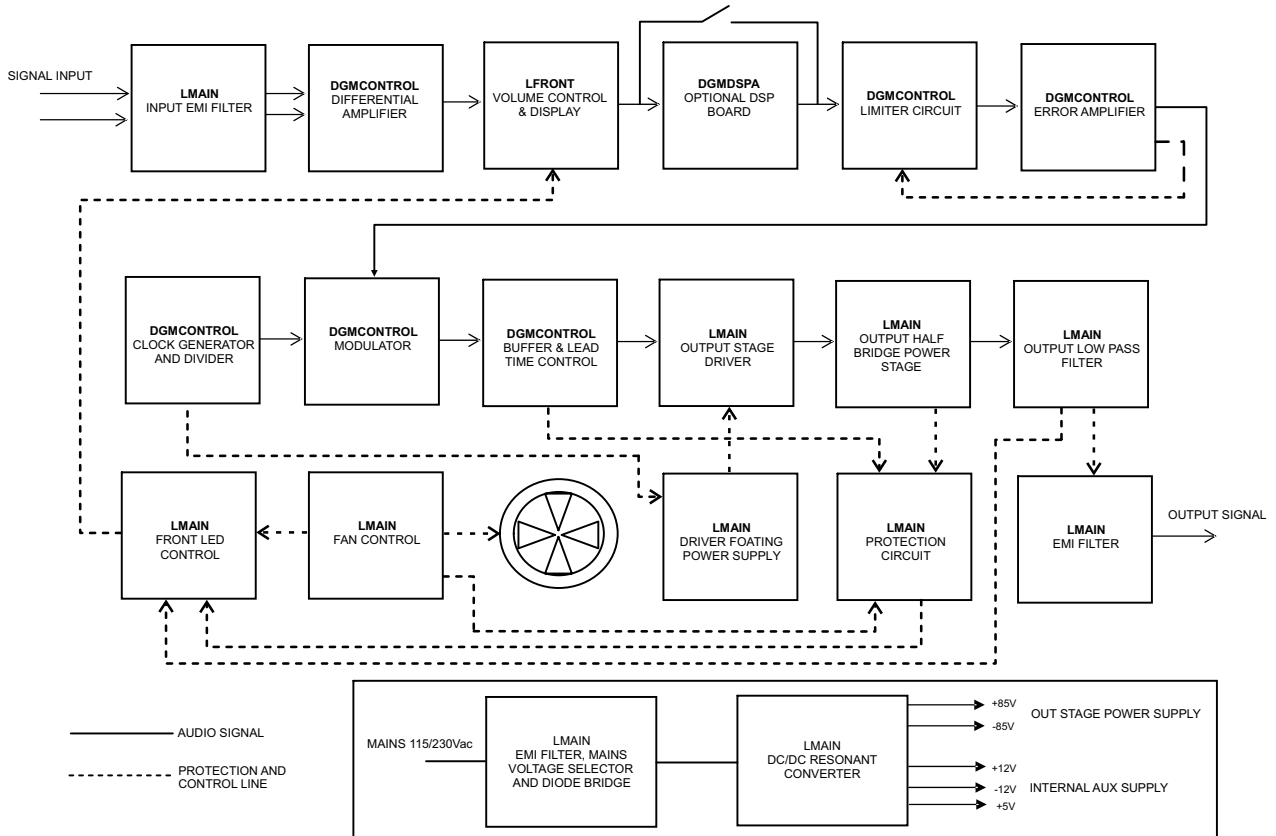 SIGNAL INPUT
LMAIN
INPUT EMI FILTER
DGMCONTROL
DIFFERENTIAL
AMPLIFIER
LFRONT
VOLUME CONTROL
& DISPLAY
DGMDSPA
OPTIONAL DSP
BOARD
DGMCONTROL
LIMITER CIRCUIT
DGMCONTROL
ERROR AMPLIFIER
DGMCONTROL
CLOCK GENERATOR
AND DIVIDER
DGMCONTROL
MODULATOR
DGMCONTROL
BUFFER & LEAD
TIME CONTROL
LMAIN
OUTPUT STAGE
DRIVER
LMAIN
OUTPUT HALF
BRIDGE POWER
STAGE
LMAIN
OUTPUT LOW PASS
FILTER
LMAIN
FRONT LED
CONTROL
LMAIN
FAN CONTROL
LMAIN
DRIVER FOATING
POWER SUPPLY
LMAIN
PROTECTION
CIRCUIT
LMAIN
EMI FILTER
OUTPUT SIGNAL
AUDIO SIGNAL
PROTECTION AND
CONTROL LINE
MAINS 115/230Vac
LMAIN
EMI FILTER, MAINS
VOLTAGE SELECTOR
AND DIODE BRIDGE
LMAIN
DC/DC RESONANT
CONVERTER
+85V
-85V
OUT STAGE POWER SUPPLY
+12V
-12V
+5V
INTERNAL AUX SUPPLY